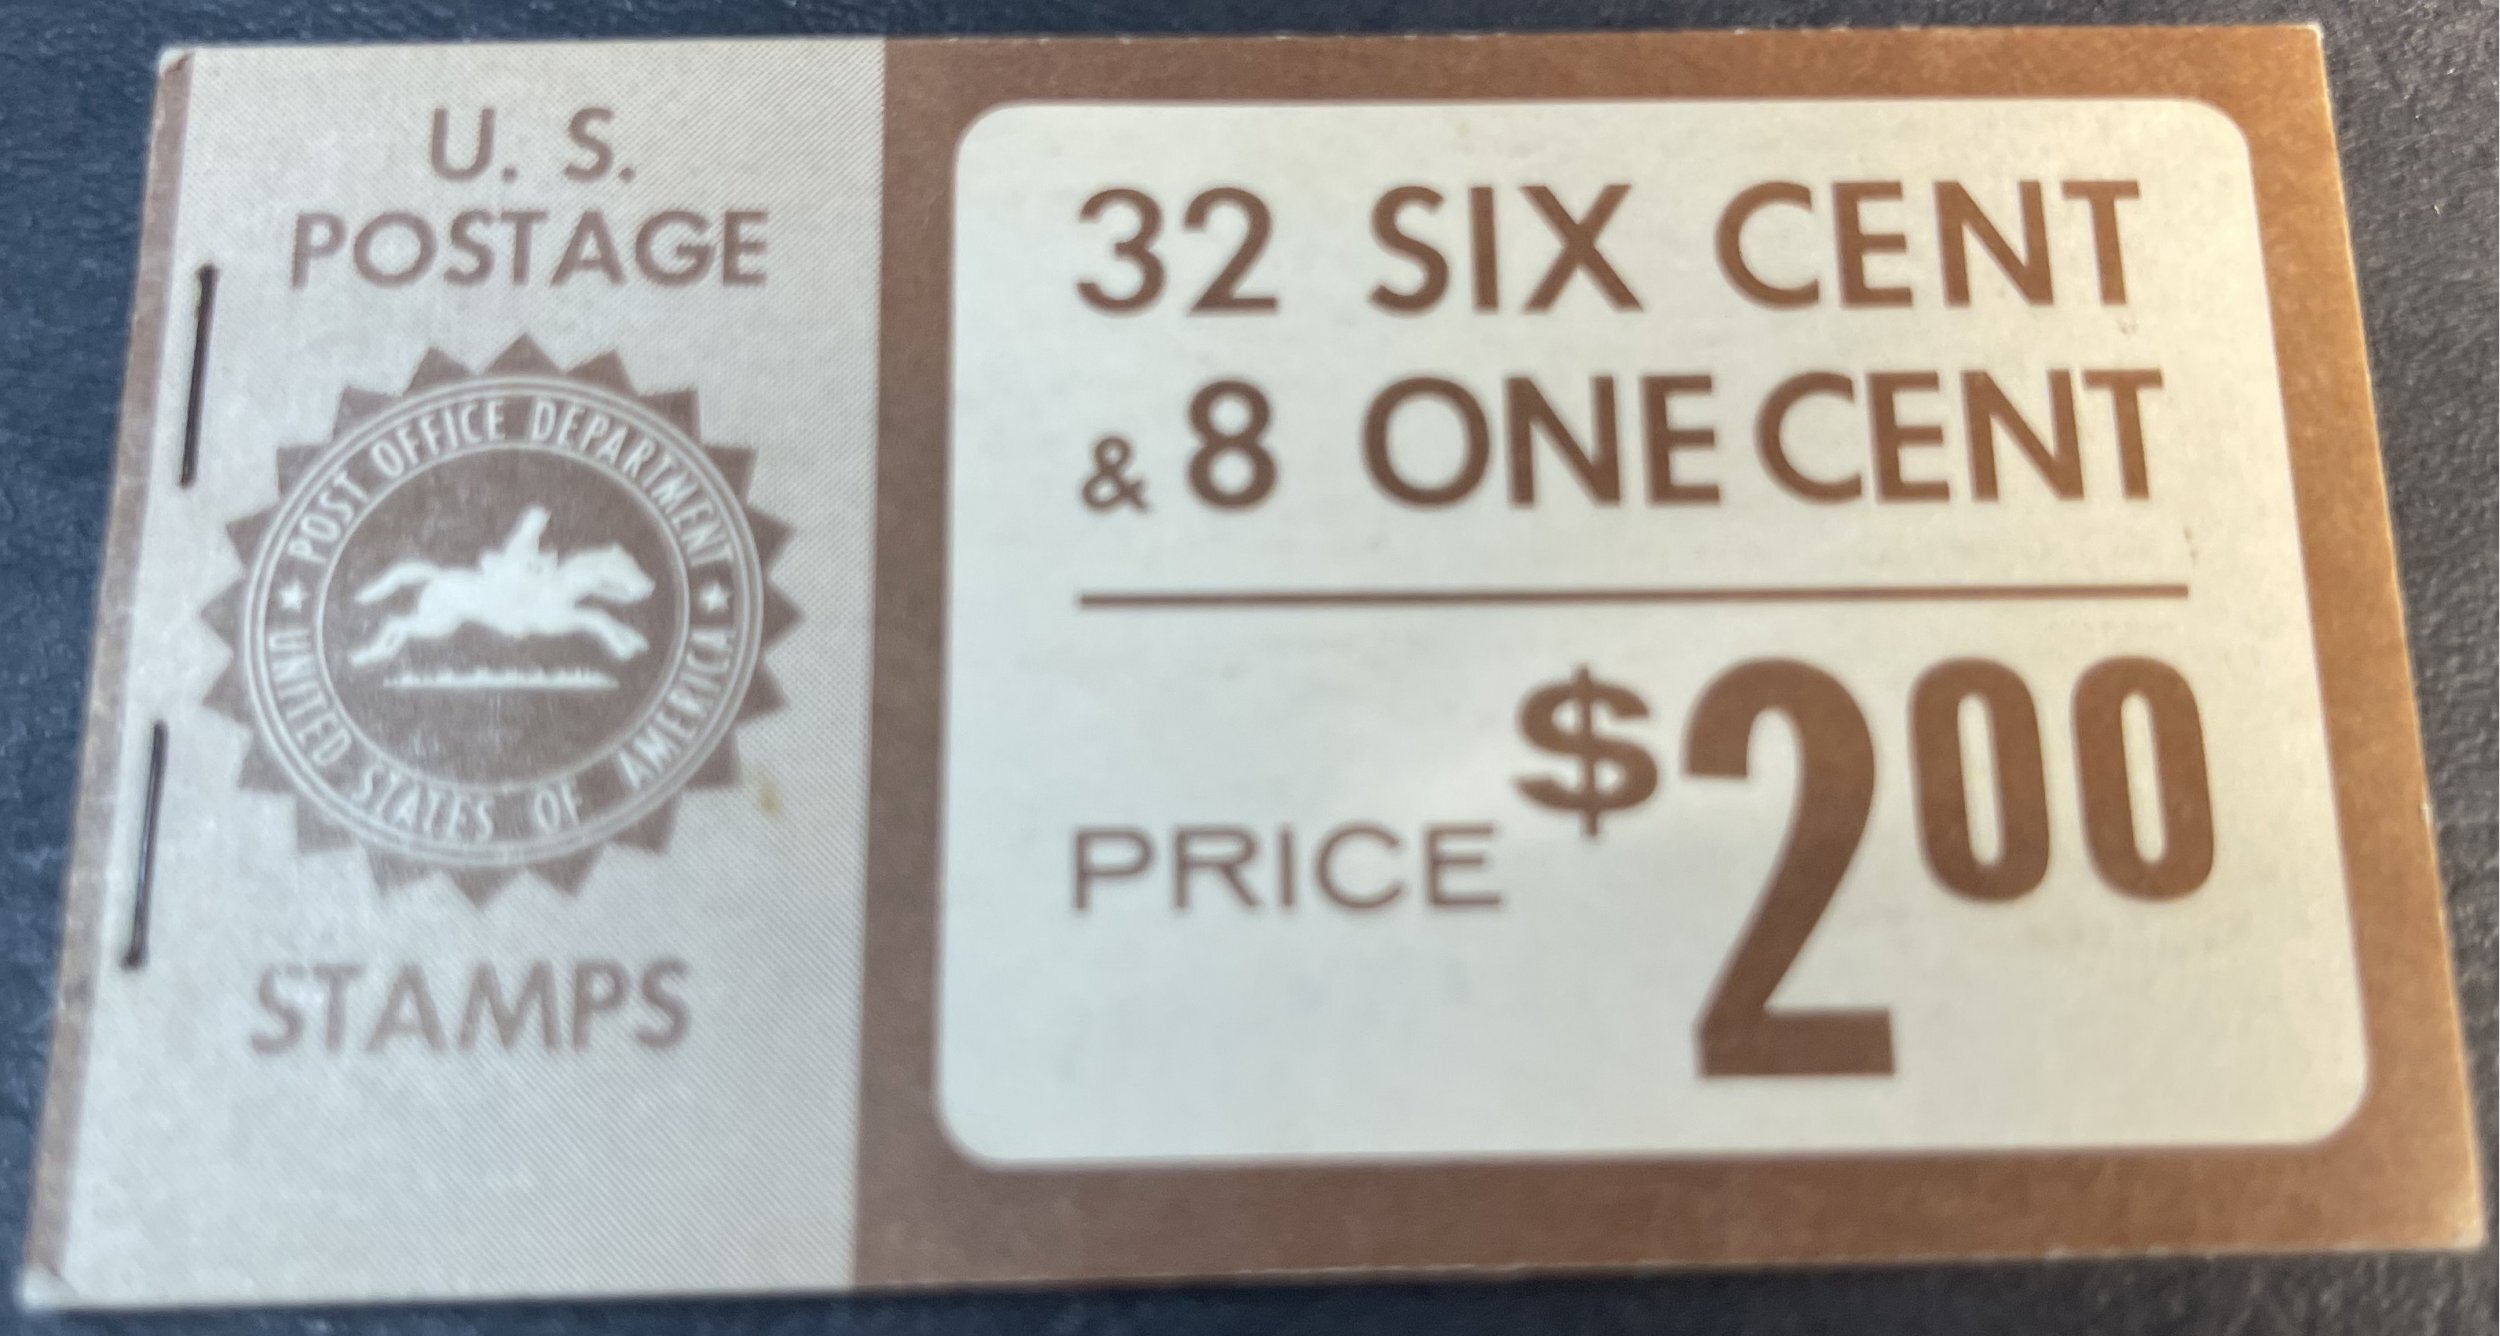 U. S.
POSTAGE
★ POST OFFICE DEPARTMENT ★
UNITED STATES OF AMERICA
STAMPS
32 SIX CENT
& 8 ONE CENT
PRICE $2.00